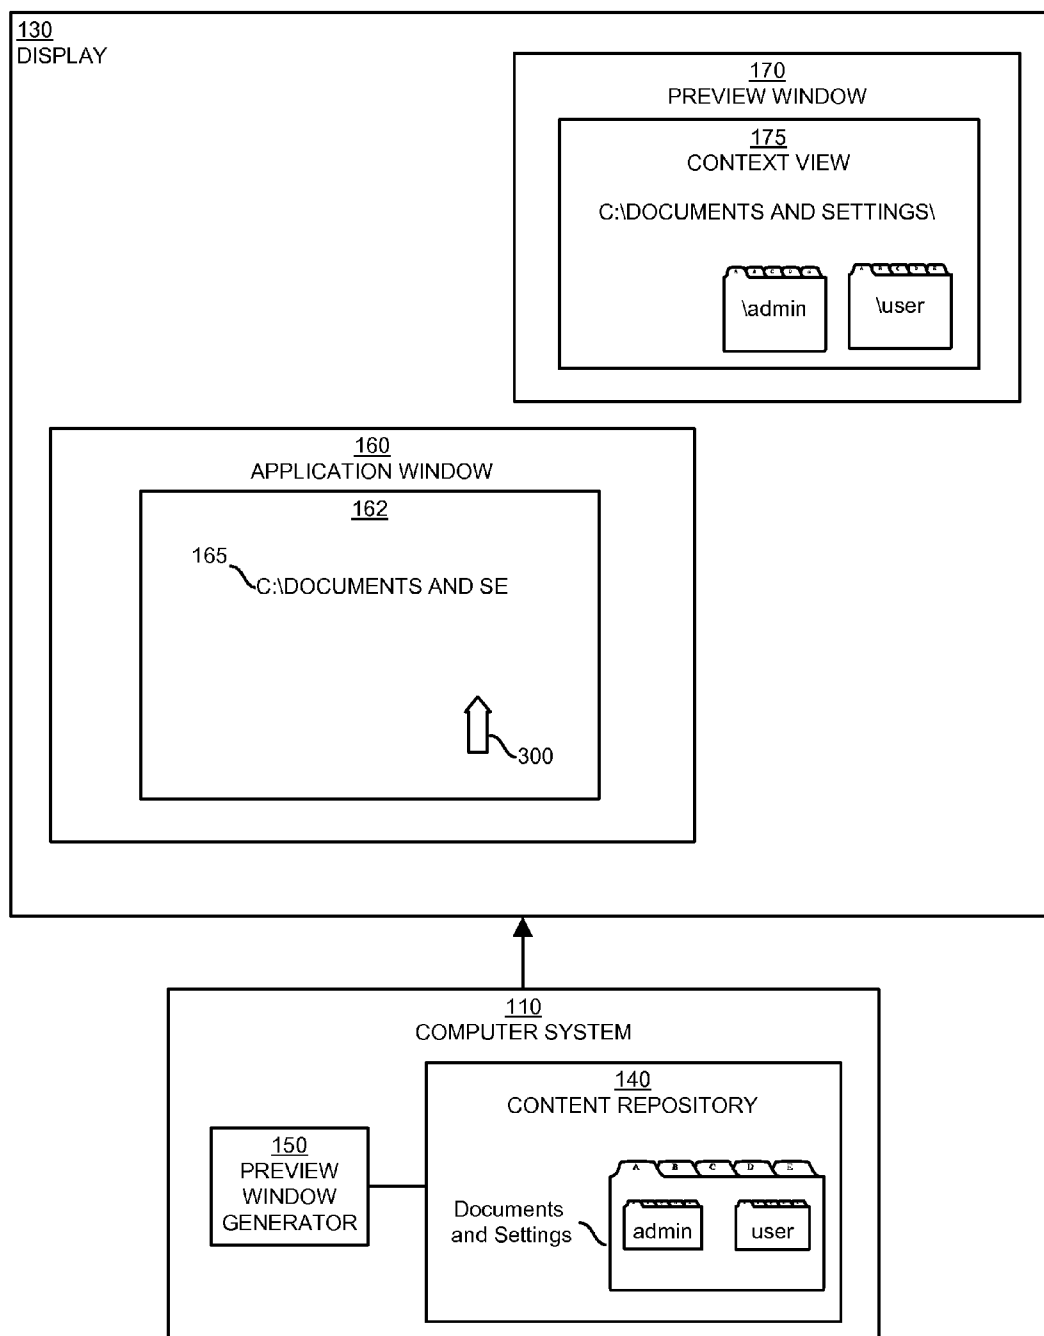 130
DISPLAY
170
PREVIEW WINDOW
175
CONTEXT VIEW
C:\DOCUMENTS AND SETTINGS\
\admin
\user
160
APPLICATION WINDOW
162
165
C:\DOCUMENTS AND SE
300
110
COMPUTER SYSTEM
140
CONTENT REPOSITORY
150
PREVIEW
WINDOW
GENERATOR
A B C D E
Documents
and Settings
admin
user